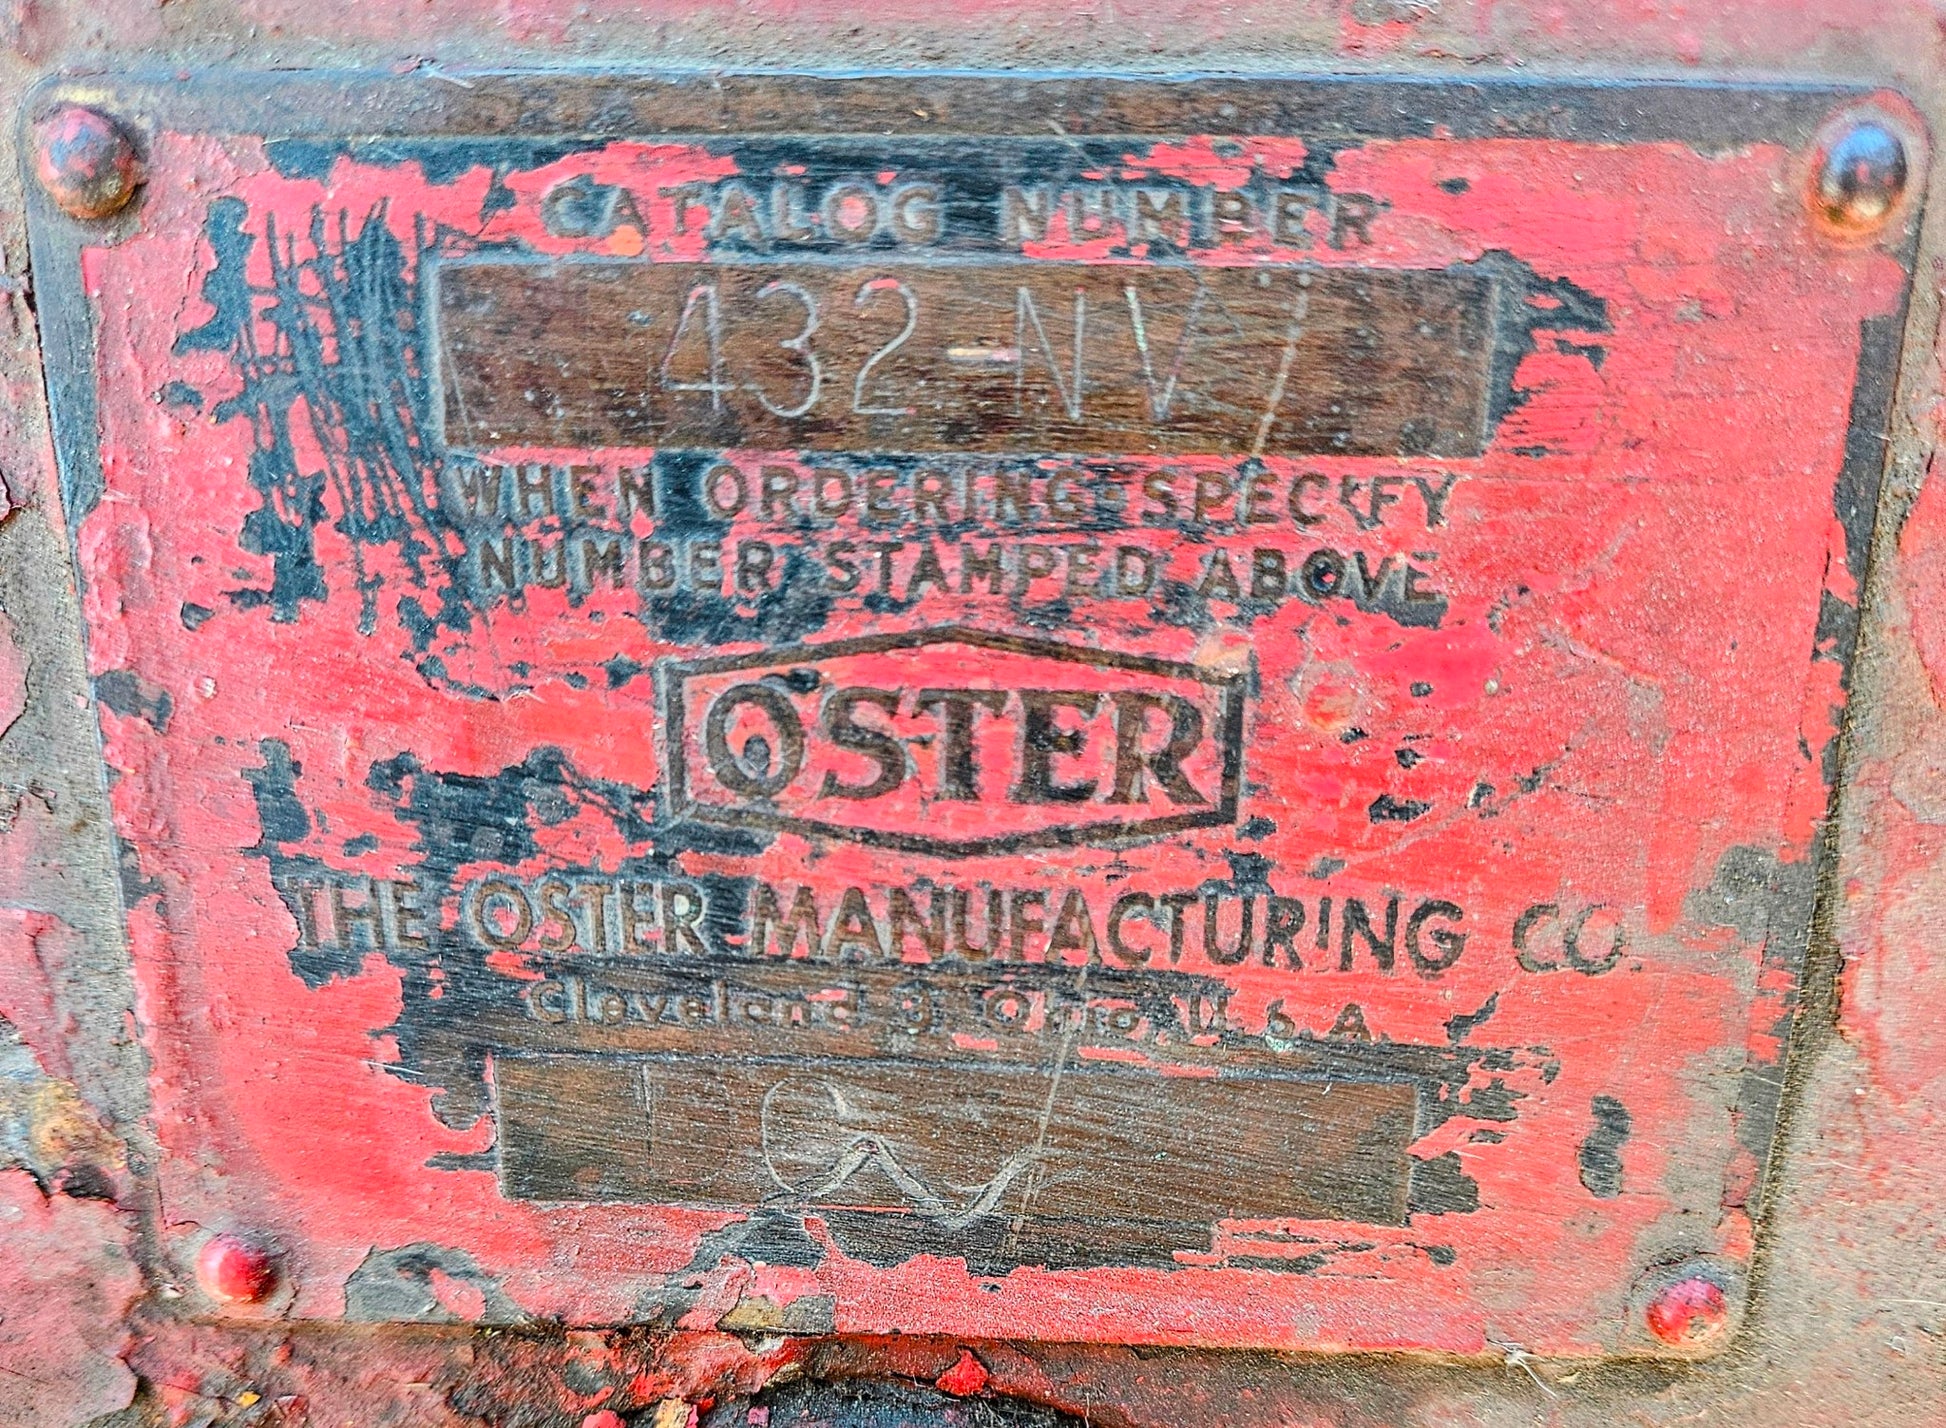 CATALOG NUMBER
432-NV
WHEN ORDERING-SPECIFY
NUMBER STAMPED ABOVE
OSTER
THE OSTER MANUFACTURING CO.
Cleveland 3 Ohio, U.S.A.